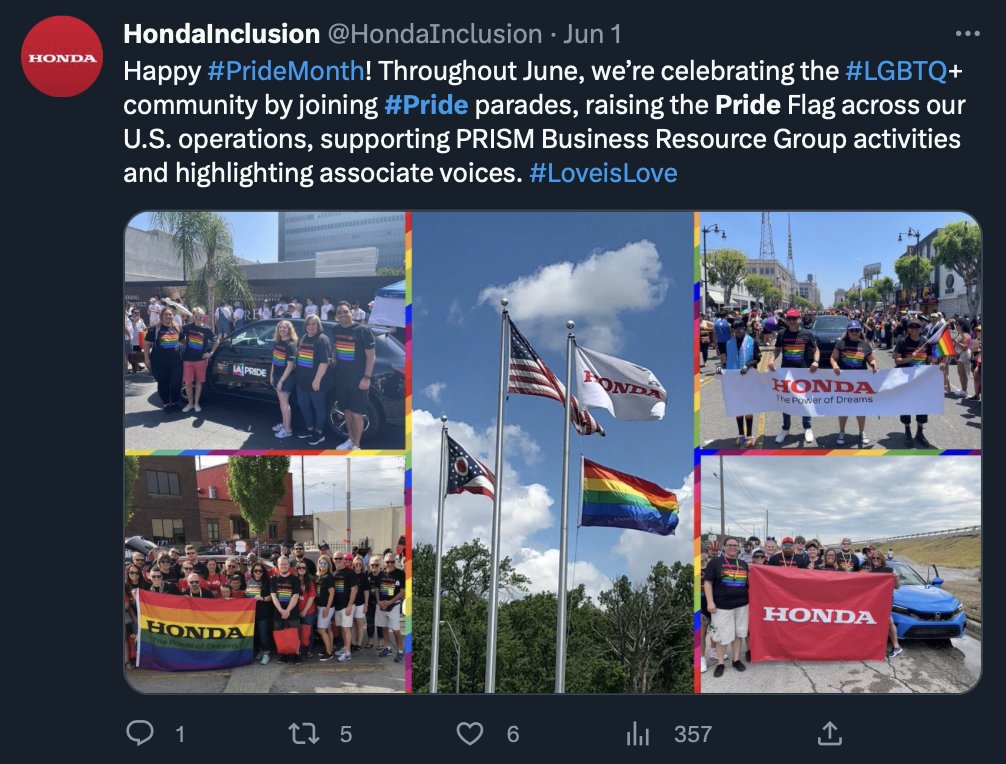 HONDA
HondaInclusion @HondaInclusion · Jun 1
Happy #PrideMonth! Throughout June, we’re celebrating the #LGBTQ+
community by joining #Pride parades, raising the Pride Flag across our
U.S. operations, supporting PRISM Business Resource Group activities
and highlighting associate voices. #LoveisLove
LA PRIDE
HONDA
HONDA
The Power of Dreams
HONDA
The Power of Dreams
HONDA
1
5
6
357